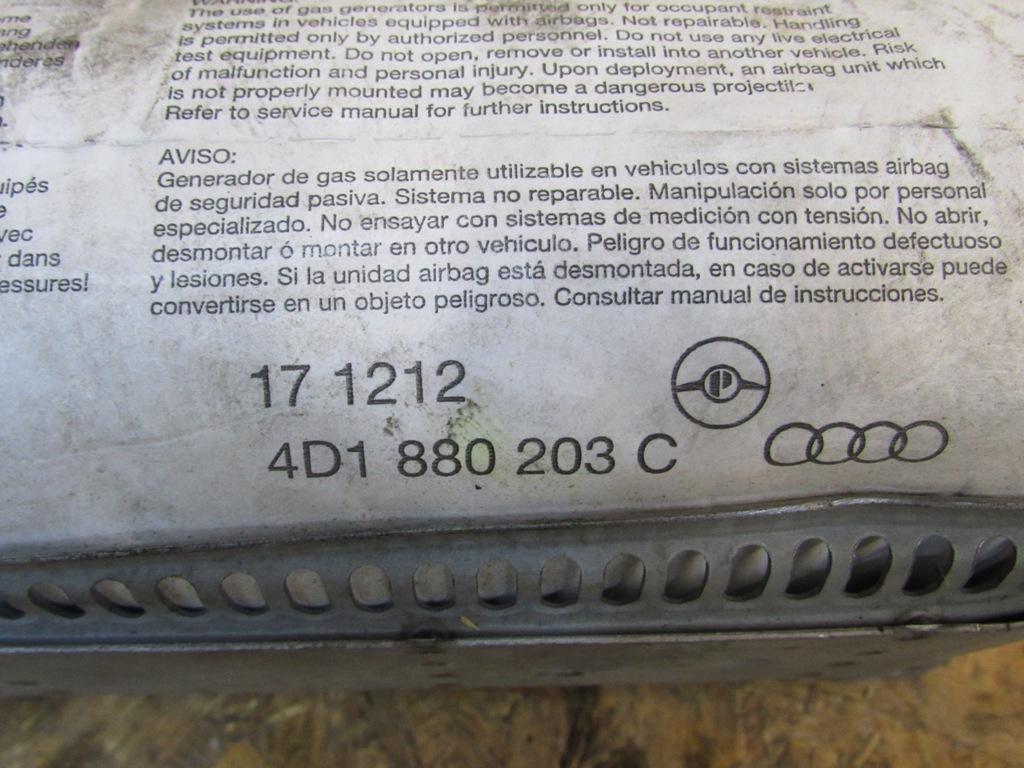 WARNING:
The use of gas generators is permitted only for occupant restraint
systems in vehicles equipped with airbags. Not repairable. Handling
is permitted only by authorized personnel. Do not use any live electrical
test equipment. Do not open, remove or install into another vehicle. Risk
of malfunction and personal injury. Upon deployment, an airbag unit which
is not properly mounted may become a dangerous projectile
Refer to service manual for further instructions.
AVISO:
Generador de gas solamente utilizable en vehiculos con sistemas airbag
de seguridad pasiva. Sistema no reparable. Manipulación solo por personal
especializado. No ensayar con sistemas de medición con tensión. No abrir,
desmontar ó montar en otro vehiculo. Peligro de funcionamiento defectuoso
y lesiones. Si la unidad airbag está desmontada, en caso de activarse puede
convertirse en un objeto peligroso. Consultar manual de instrucciones.
dans
17 1212
P
4D1 880 203 C